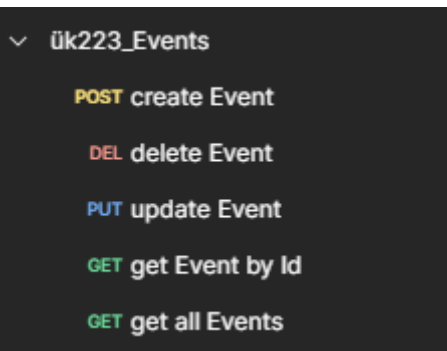 ük223_Events
POST create Event
DEL delete Event
PUT update Event
GET get Event by Id
GET get all Events